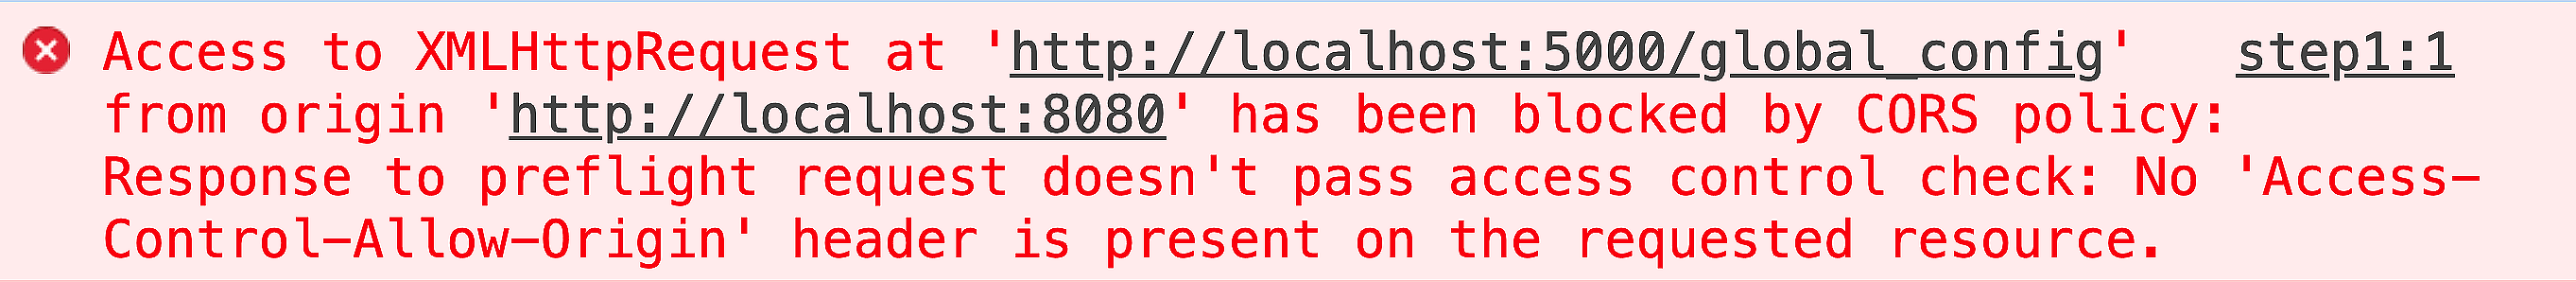 Access to XMLHttpRequest at 'http://localhost:5000/global_config' step1:1
from origin 'http://localhost:8080' has been blocked by CORS policy:
Response to preflight request doesn't pass access control check: No 'Access-
Control-Allow-Origin' header is present on the requested resource.